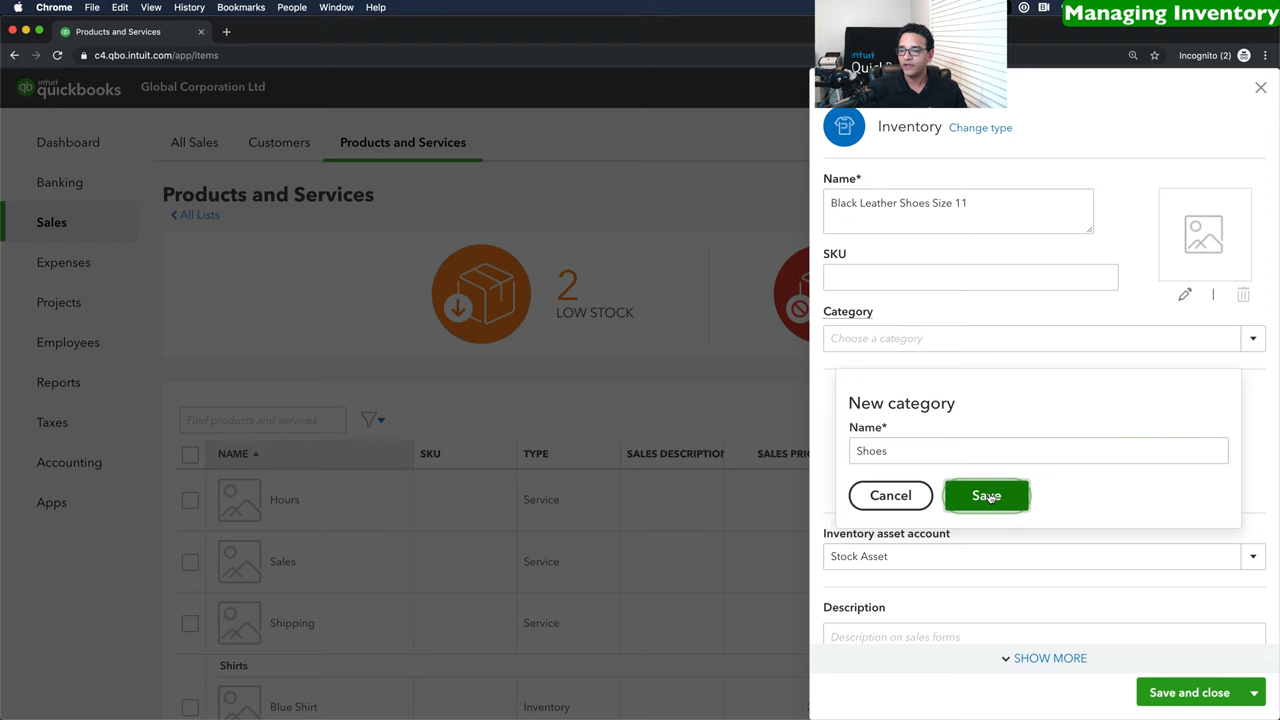 Chrome File Edit View History Bookmarks People Window Help
Managing Inventory
Products and Services
c4.qbo.intuit.com/app/
Incognito (2)
intuit
quickbooks
Global Corporation Ltd
intuit
Dashboard
Banking
Sales
Expenses
Projects
Employees
Reports
Taxes
Accounting
Apps
All Sales
Products and Services
Products and Services
All Lists
2
LOW STOCK
Find products and services
NAME SKU TYPE SALES DESCRIPTION
Hours Service
Sales Service
Shipping Service
Shirts
Blue Shirt Inventory
Inventory Change type
Name*
Black Leather Shoes Size 11
SKU
Category
Choose a category
New category
Name*
Shoes
Cancel Save
Inventory asset account
Stock Asset
Description
Description on sales forms
SHOW MORE
Save and close